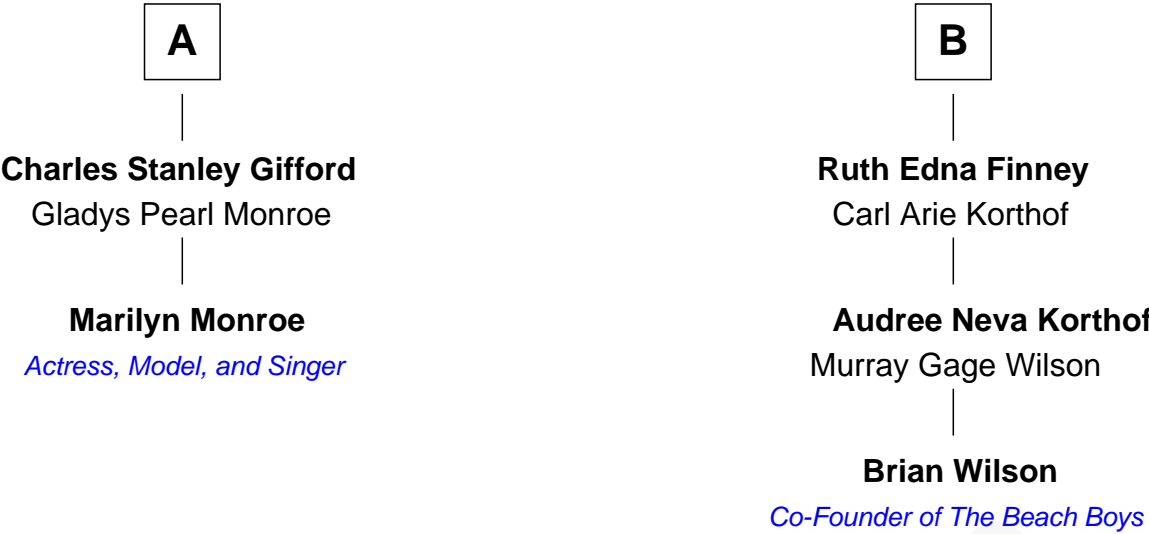 A
Charles Stanley Gifford
Gladys Pearl Monroe
Marilyn Monroe
Actress, Model, and Singer
B
Ruth Edna Finney
Carl Arie Korthof
Audree Neva Korthof
Murray Gage Wilson
Brian Wilson
Co-Founder of The Beach Boys